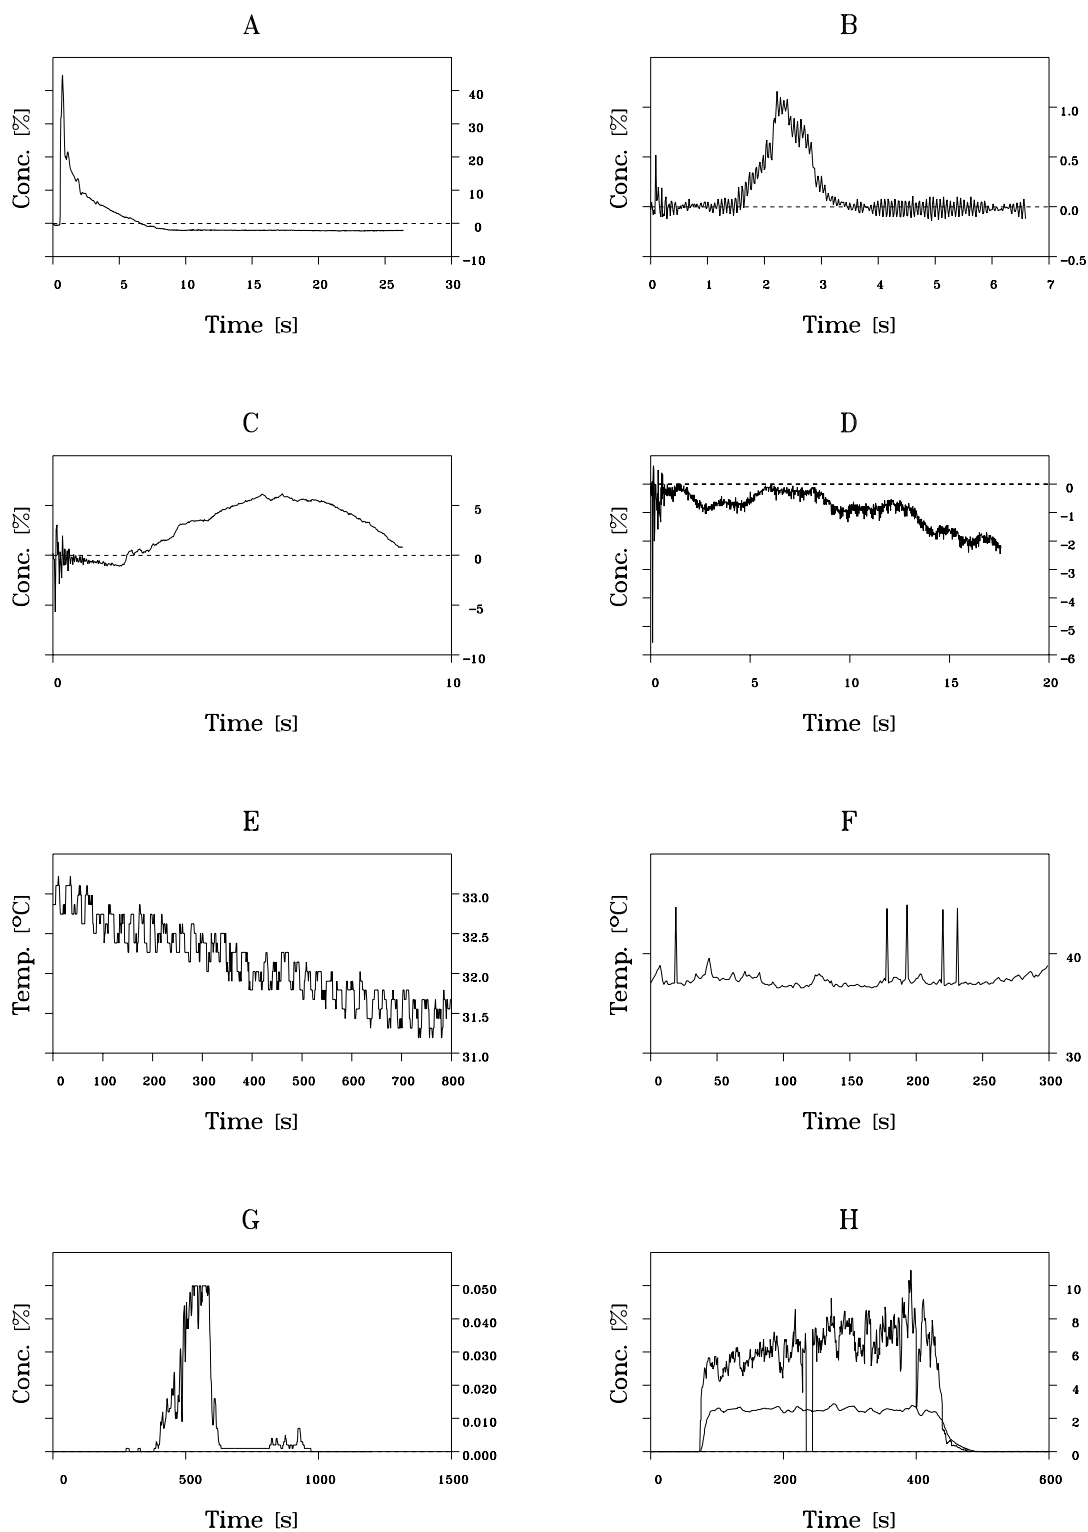 A B
Conc. [%] 40 30 20 10 0 −10 Conc. [%] 1.0 0.5 0.0 −0.5
0 5 10 15 20 25 30 0 1 2 3 4 5 6 7
Time [s] Time [s]
C D
Conc. [%] 5 0 −5 −10 Conc. [%] 0 −1 −2 −3 −4 −5 −6
0 10 0 5 10 15 20
Time [s] Time [s]
E F
Temp. [ºC] 33.0 32.5 32.0 31.5 31.0 Temp. [ºC] 40 30
0 100 200 300 400 500 600 700 800 0 50 100 150 200 250 300
Time [s] Time [s]
G H
Conc. [%] 0.050 0.040 0.030 0.020 0.010 0.000 Conc. [%] 10 8 6 4 2 0
0 500 1000 1500 0 200 400 600
Time [s] Time [s]